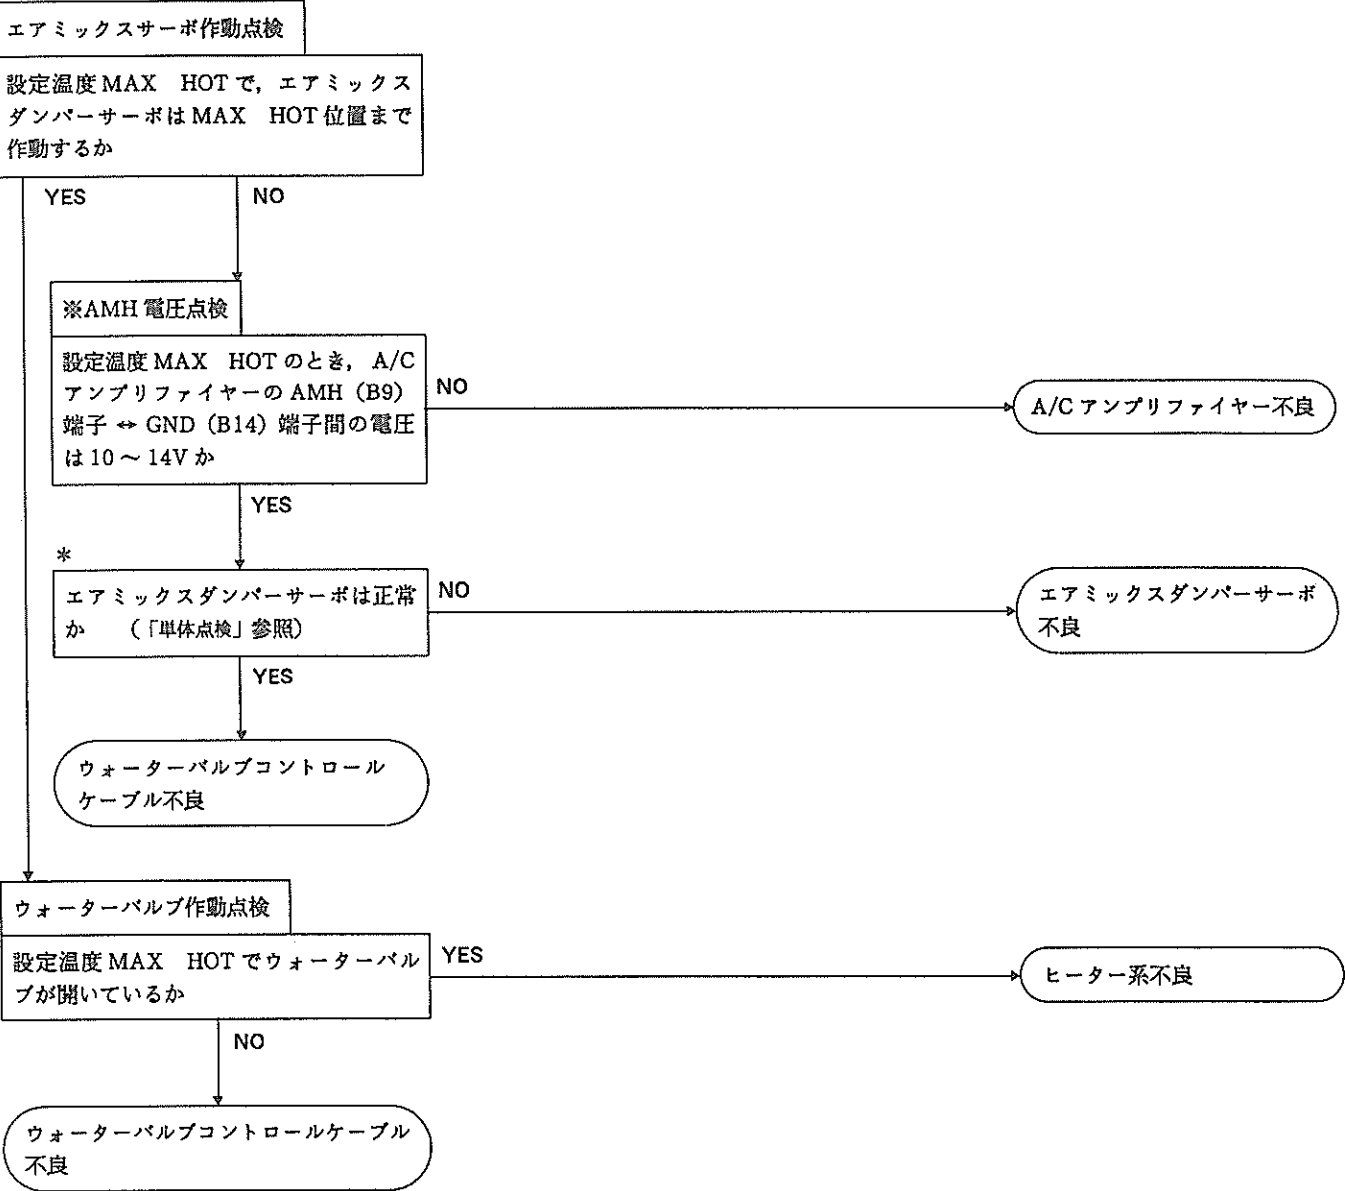 エアミックスサーボ作動点検
設定温度MAX　HOTで，エアミックス
ダンパーサーボはMAX　HOT位置まで
作動するか
YES
NO
※AMH電圧点検
設定温度MAX　HOTのとき，A/C
アンプリファイヤーのAMH（B9）
端子⇔GND（B14）端子間の電圧
は10〜14Vか
NO
A/Cアンプリファイヤー不良
YES
*
エアミックスダンパーサーボは正常
か　（「単体点検」参照）
NO
エアミックスダンパーサーボ
不良
YES
ウォーターバルブコントロール
ケーブル不良
ウォーターバルブ作動点検
設定温度MAX　HOTでウォーターバル
ブが開いているか
YES
ヒーター系不良
NO
ウォーターバルブコントロールケーブル
不良